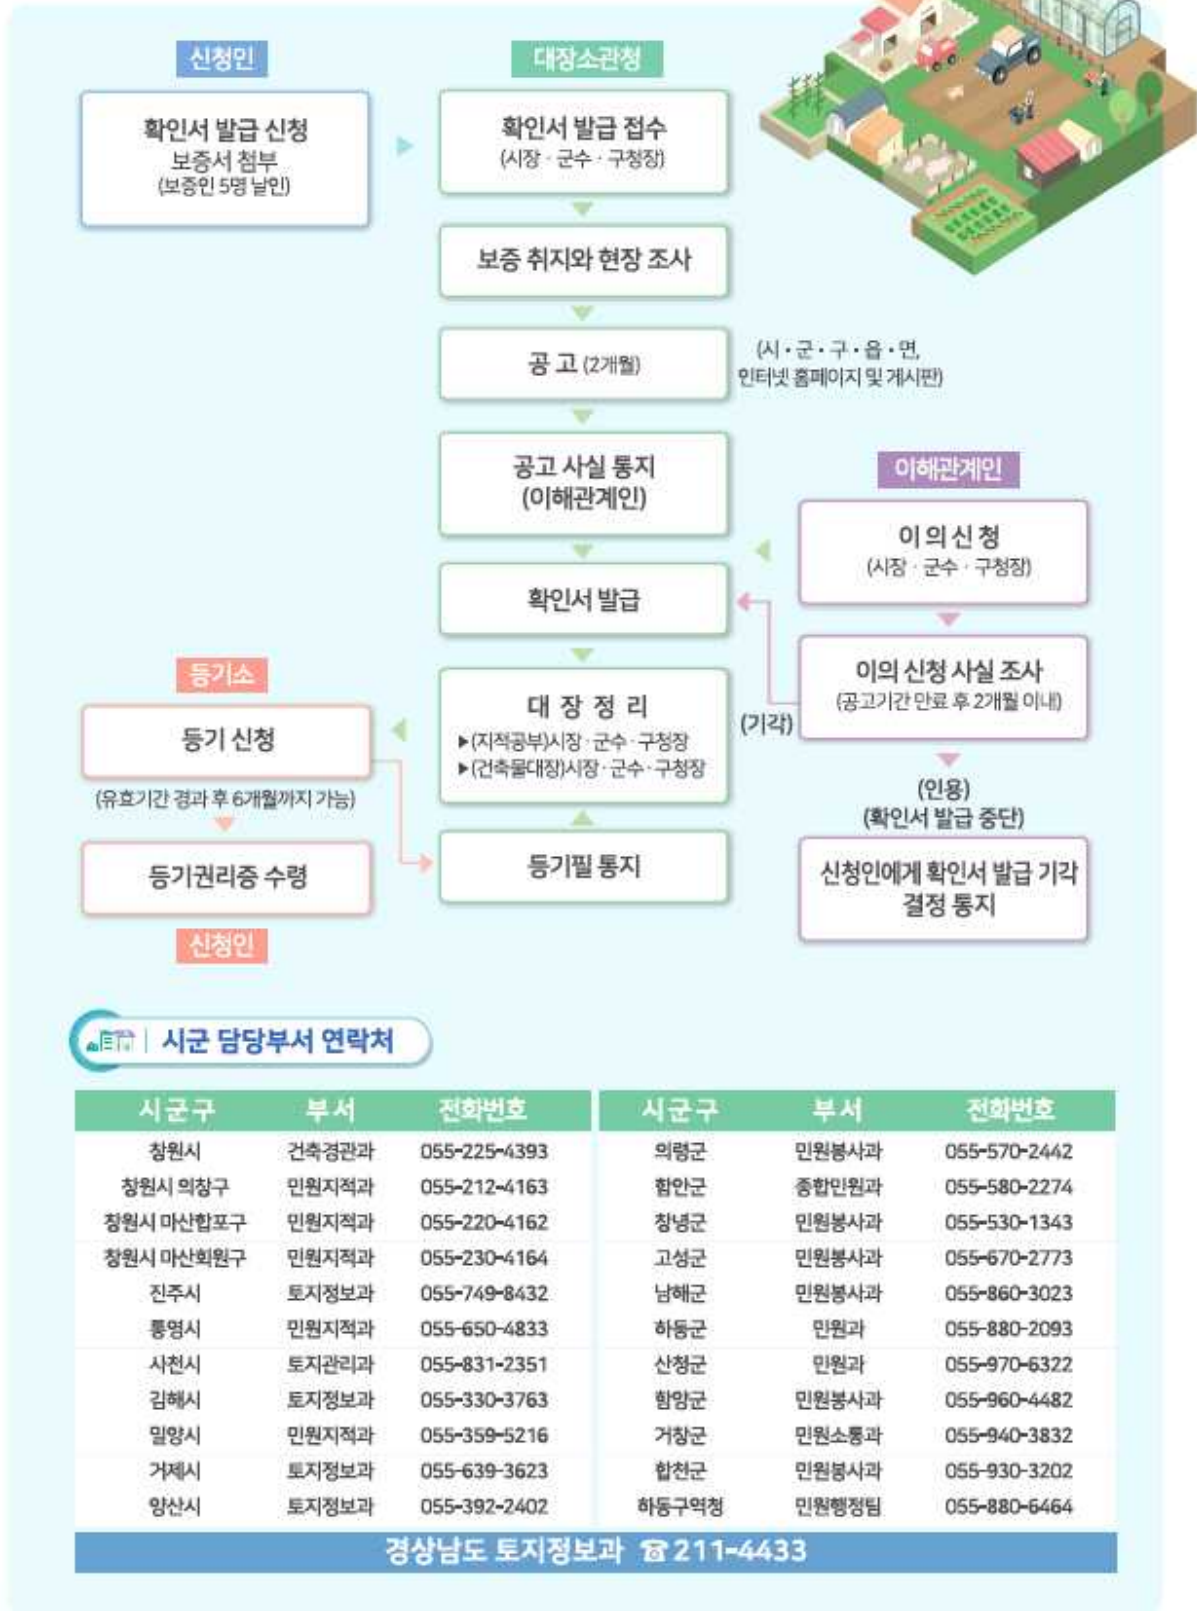 신청인
확인서 발급 신청
보증서 첨부
(보증인 5명 날인)
대장소관청
확인서 발급 접수
(시장 · 군수 · 구청장)
보증 취지와 현장 조사
공 고 (2개월)
(시 · 군 · 구 · 읍 · 면,
인터넷 홈페이지 및 게시판)
공고 사실 통지
(이해관계인)
이해관계인
이 의 신 청
(시장 · 군수 · 구청장)
확인서 발급
이의 신청 사실 조사
(공고기간 만료 후 2개월 이내)
(기각)
등기소
등기 신청
(유효기간 경과 후 6개월까지 가능)
대 장 정 리
▶(지적공부)시장 · 군수 · 구청장
▶(건축물대장)시장 · 군수 · 구청장
(인용)
(확인서 발급 중단)
등기권리증 수령
신청인
등기필 통지
신청인에게 확인서 발급 기각
결정 통지
시군 담당부서 연락처
시군구 부서 전화번호 시군구 부서 전화번호
창원시 건축경관과 055-225-4393 의령군 민원봉사과 055-570-2442
창원시 의창구 민원지적과 055-212-4163 함안군 종합민원과 055-580-2274
창원시 마산합포구 민원지적과 055-220-4162 창녕군 민원봉사과 055-530-1343
창원시 마산회원구 민원지적과 055-230-4164 고성군 민원봉사과 055-670-2773
진주시 토지정보과 055-749-8432 남해군 민원봉사과 055-860-3023
통영시 민원지적과 055-650-4833 하동군 민원과 055-880-2093
사천시 토지관리과 055-831-2351 산청군 민원과 055-970-6322
김해시 토지정보과 055-330-3763 함양군 민원봉사과 055-960-4482
밀양시 민원지적과 055-359-5216 거창군 민원소통과 055-940-3832
거제시 토지정보과 055-639-3623 합천군 민원봉사과 055-930-3202
양산시 토지정보과 055-392-2402 하동구역청 민원행정팀 055-880-6464
경상남도 토지정보과 ☎ 211-4433